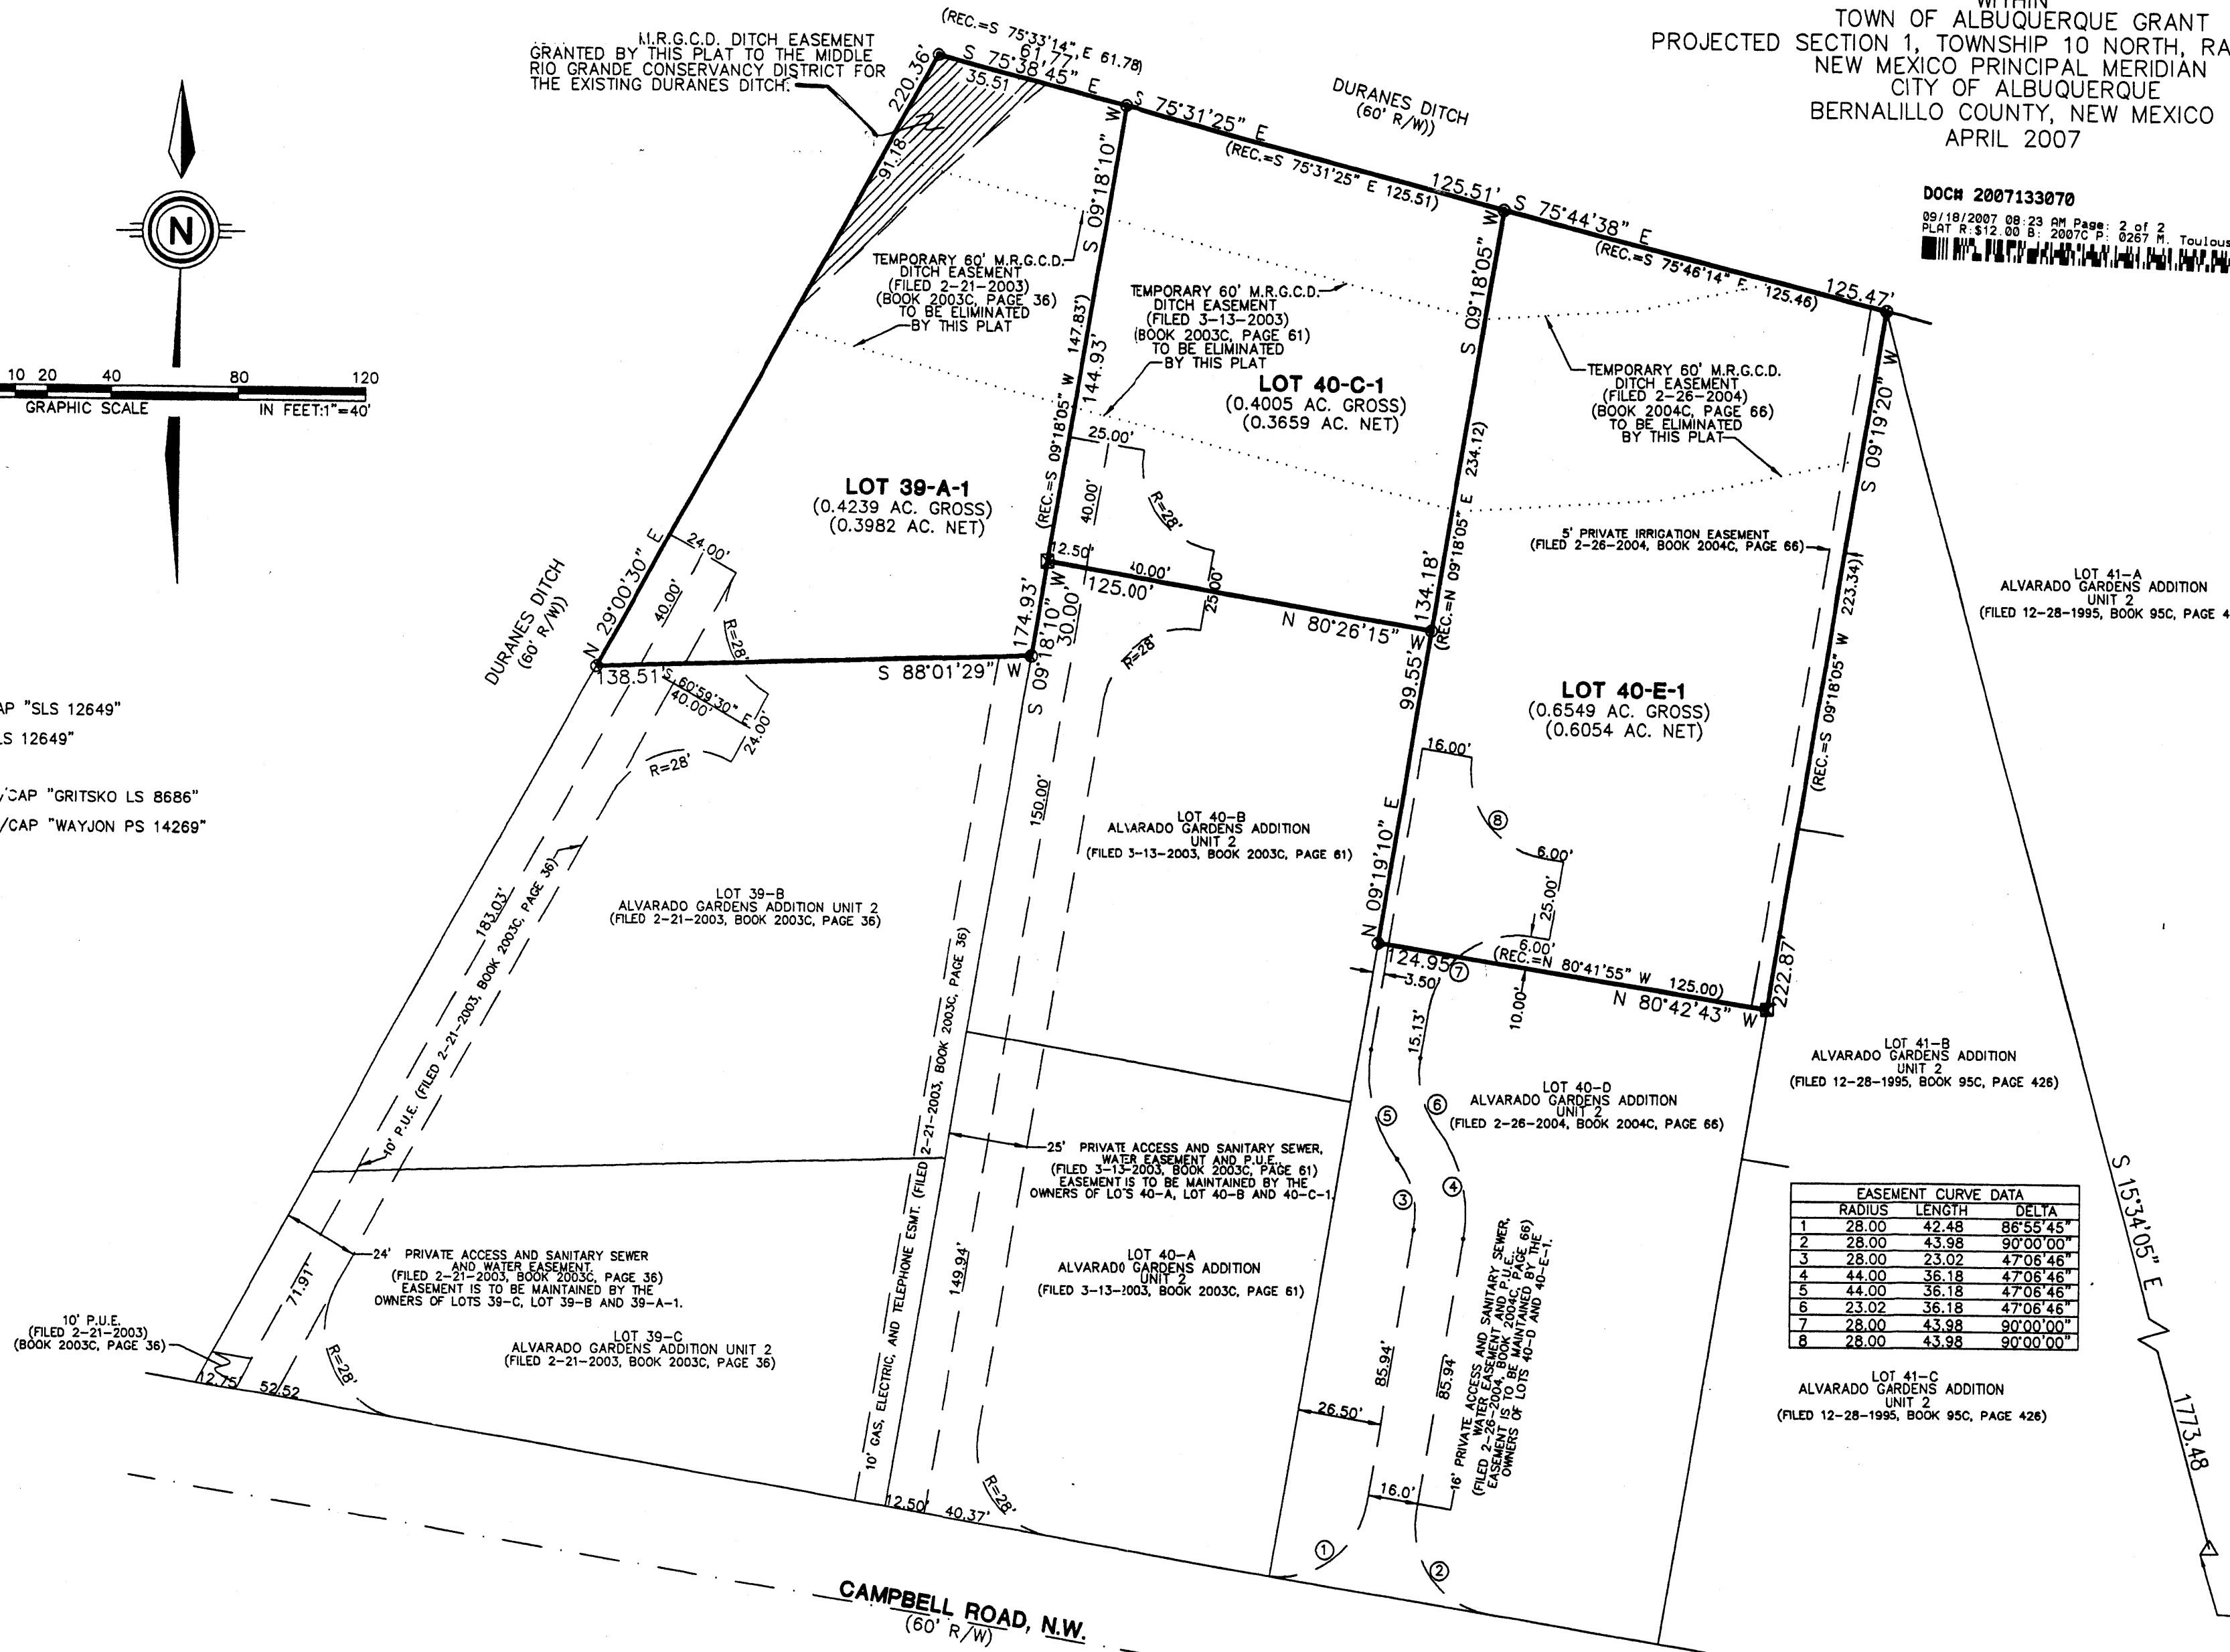 WITHIN
TOWN OF ALBUQUERQUE GRANT
PROJECTED SECTION 1, TOWNSHIP 10 NORTH, RA
NEW MEXICO PRINCIPAL MERIDIAN
CITY OF ALBUQUERQUE
BERNALILLO COUNTY, NEW MEXICO
APRIL 2007
DOC# 2007133070
09/18/2007 08:23 AM Page: 2 of 2
PLAT R:$12.00 B: 2007C P: 0267 M. Toulous
M.R.G.C.D. DITCH EASEMENT
GRANTED BY THIS PLAT TO THE MIDDLE
RIO GRANDE CONSERVANCY DISTRICT FOR
THE EXISTING DURANES DITCH.
(REC.=S 75°33'14" E 61.78)
61.77'
S 75°38'45" E
35.51
220.36'
91.18
S 75°31'25" E
(REC.=S 75°31'25" E 125.51)
125.51'
DURANES DITCH
(60' R/W))
S 75°44'38" E
(REC.=S 75°46'14" E 125.46)
125.47'
N
10 20 40 80 120
GRAPHIC SCALE IN FEET:1"=40'
TEMPORARY 60' M.R.G.C.D.
DITCH EASEMENT
(FILED 2-21-2003)
(BOOK 2003C, PAGE 36)
TO BE ELIMINATED
BY THIS PLAT
TEMPORARY 60' M.R.G.C.D.
DITCH EASEMENT
(FILED 3-13-2003)
(BOOK 2003C, PAGE 61)
TO BE ELIMINATED
BY THIS PLAT
TEMPORARY 60' M.R.G.C.D.
DITCH EASEMENT
(FILED 2-26-2004)
(BOOK 2004C, PAGE 66)
TO BE ELIMINATED
BY THIS PLAT
S 09°18'10" W
144.93'
(REC.=S 09°18'05" W 147.83')
LOT 40-C-1
(0.4005 AC. GROSS)
(0.3659 AC. NET)
S 09°18'05" W
134.18'
(REC.=N 09°18'05" E 234.12)
S 09°19'20" W
222.87'
(REC.=S 09°18'05" W 223.34)
LOT 39-A-1
(0.4239 AC. GROSS)
(0.3982 AC. NET)
25.00'
40.00'
R=28'
12.50'
40.00'
25.00'
125.00'
N 80°26'15" W
R=28'
5' PRIVATE IRRIGATION EASEMENT
(FILED 2-26-2004, BOOK 2004C, PAGE 66)
LOT 41-A
ALVARADO GARDENS ADDITION
UNIT 2
(FILED 12-28-1995, BOOK 95C, PAGE 4
DURANES DITCH
(60' R/W))
N 29°00'30" E
24.00'
40.00'
R=28'
138.51'
S 88°01'29" W
S 60°59'30" E
40.00'
24.00'
R=28'
S 09°18'10" W
174.93'
30.00'
LOT 40-E-1
(0.6549 AC. GROSS)
(0.6054 AC. NET)
99.55'
N 09°19'10" E
16.00'
8
6.00'
25.00'
6.00'
124.95'
(REC.=N 80°41'55" W 125.00)
N 80°42'43" W
7
3.50'
10.00'
15.13'
AP "SLS 12649"
LS 12649"
/CAP "GRITSKO LS 8686"
/CAP "WAYJON PS 14269"
150.00'
LOT 40-B
ALVARADO GARDENS ADDITION
UNIT 2
(FILED 3-13-2003, BOOK 2003C, PAGE 61)
LOT 39-B
ALVARADO GARDENS ADDITION UNIT 2
(FILED 2-21-2003, BOOK 2003C, PAGE 36)
183.03'
10' P.U.E. (FILED 2-21-2003, BOOK 2003C, PAGE 36)
LOT 41-B
ALVARADO GARDENS ADDITION
UNIT 2
(FILED 12-28-1995, BOOK 95C, PAGE 426)
LOT 40-D
ALVARADO GARDENS ADDITION
UNIT 2
(FILED 2-26-2004, BOOK 2004C, PAGE 66)
5
6
3
4
25' PRIVATE ACCESS AND SANITARY SEWER,
WATER EASEMENT AND P.U.E.
(FILED 3-13-2003, BOOK 2003C, PAGE 61)
EASEMENT IS TO BE MAINTAINED BY THE
OWNERS OF LOTS 40-A, LOT 40-B AND 40-C-1.
S 15°34'05" E
1773.48
EASEMENT CURVE DATA
RADIUS LENGTH DELTA
1 28.00 42.48 86°55'45"
2 28.00 43.98 90°00'00"
3 28.00 23.02 47°06'46"
4 44.00 36.18 47°06'46"
5 44.00 36.18 47°06'46"
6 23.02 36.18 47°06'46"
7 28.00 43.98 90°00'00"
8 28.00 43.98 90°00'00"
24' PRIVATE ACCESS AND SANITARY SEWER
AND WATER EASEMENT
(FILED 2-21-2003, BOOK 2003C, PAGE 36)
EASEMENT IS TO BE MAINTAINED BY THE
OWNERS OF LOTS 39-C, LOT 39-B AND 39-A-1.
71.91'
10' P.U.E.
(FILED 2-21-2003)
(BOOK 2003C, PAGE 36)
12.75'
52.52
R=28'
LOT 39-C
ALVARADO GARDENS ADDITION UNIT 2
(FILED 2-21-2003, BOOK 2003C, PAGE 36)
10' GAS, ELECTRIC, AND TELEPHONE ESMT. (FILED 2-21-2003, BOOK 2003C, PAGE 36)
149.94'
LOT 40-A
ALVARADO GARDENS ADDITION
UNIT 2
(FILED 3-13-2003, BOOK 2003C, PAGE 61)
12.50'
40.37'
R=28'
85.94'
85.94'
26.50'
16.0'
16' PRIVATE ACCESS AND SANITARY SEWER,
WATER EASEMENT AND P.U.E.
(FILED 2-26-2004, BOOK 2004C, PAGE 66)
EASEMENT IS TO BE MAINTAINED BY THE
OWNERS OF LOTS 40-D AND 40-E-1.
1
2
LOT 41-C
ALVARADO GARDENS ADDITION
UNIT 2
(FILED 12-28-1995, BOOK 95C, PAGE 426)
CAMPBELL ROAD, N.W.
(60' R/W)